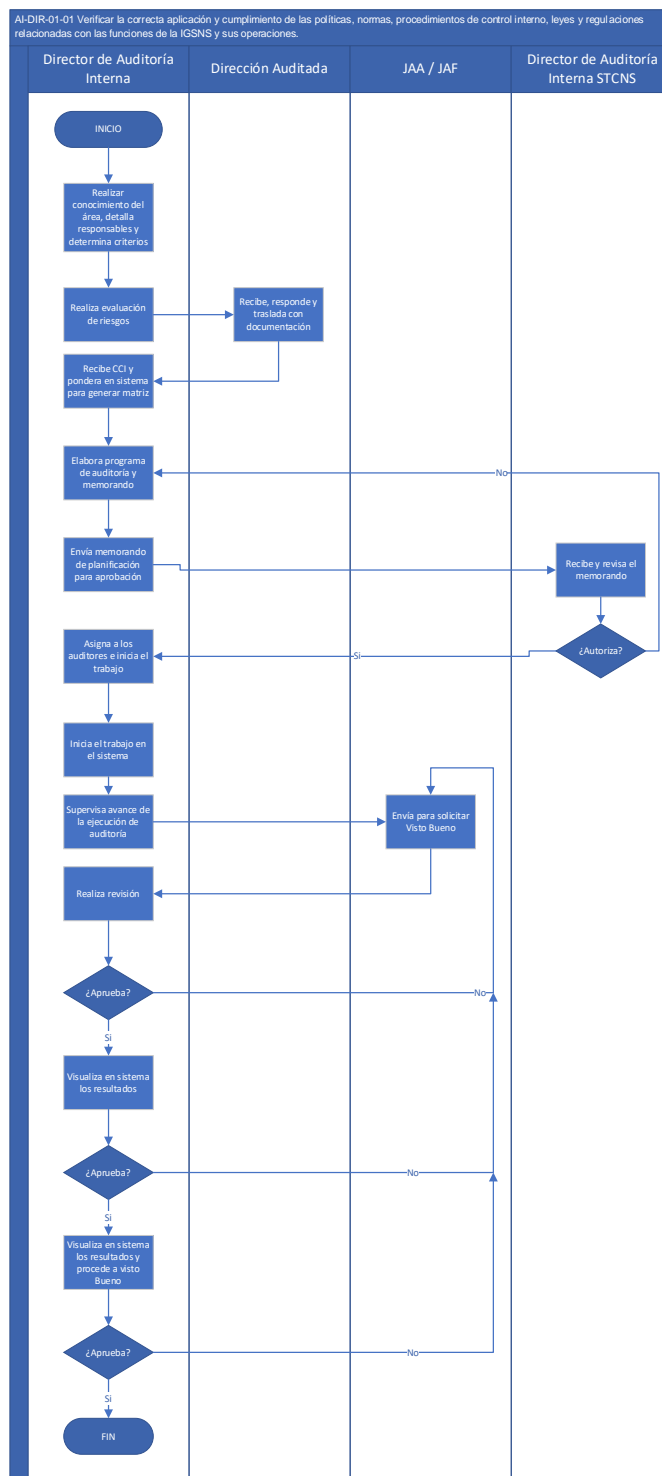 AI-DIR-01-01 Verificar la correcta aplicación y cumplimiento de las políticas, normas, procedimientos de control interno, leyes y regulaciones
relacionadas con las funciones de la IGSNS y sus operaciones.
Director de Auditoría
Interna
Dirección Auditada
JAA / JAF
Director de Auditoría
Interna STCNS
INICIO
Realizar
conocimiento del
área, detalla
responsables y
determina criterios
Realiza evaluación
de riesgos
Recibe, responde y
traslada con
documentación
Recibe CCI y
pondera en sistema
para generar matriz
Elabora programa
de auditoría y
memorando
No
Envía memorando
de planificación
para aprobación
Recibe y revisa el
memorando
Asigna a los
auditores e inicia el
trabajo
Si
¿Autoriza?
Inicia el trabajo en
el sistema
Supervisa avance de
la ejecución de
auditoría
Envía para solicitar
Visto Bueno
Realiza revisión
¿Aprueba?
No
Si
Visualiza en sistema
los resultados
¿Aprueba?
No
Si
Visualiza en sistema
los resultados y
procede a visto
Bueno
¿Aprueba?
No
Si
FIN